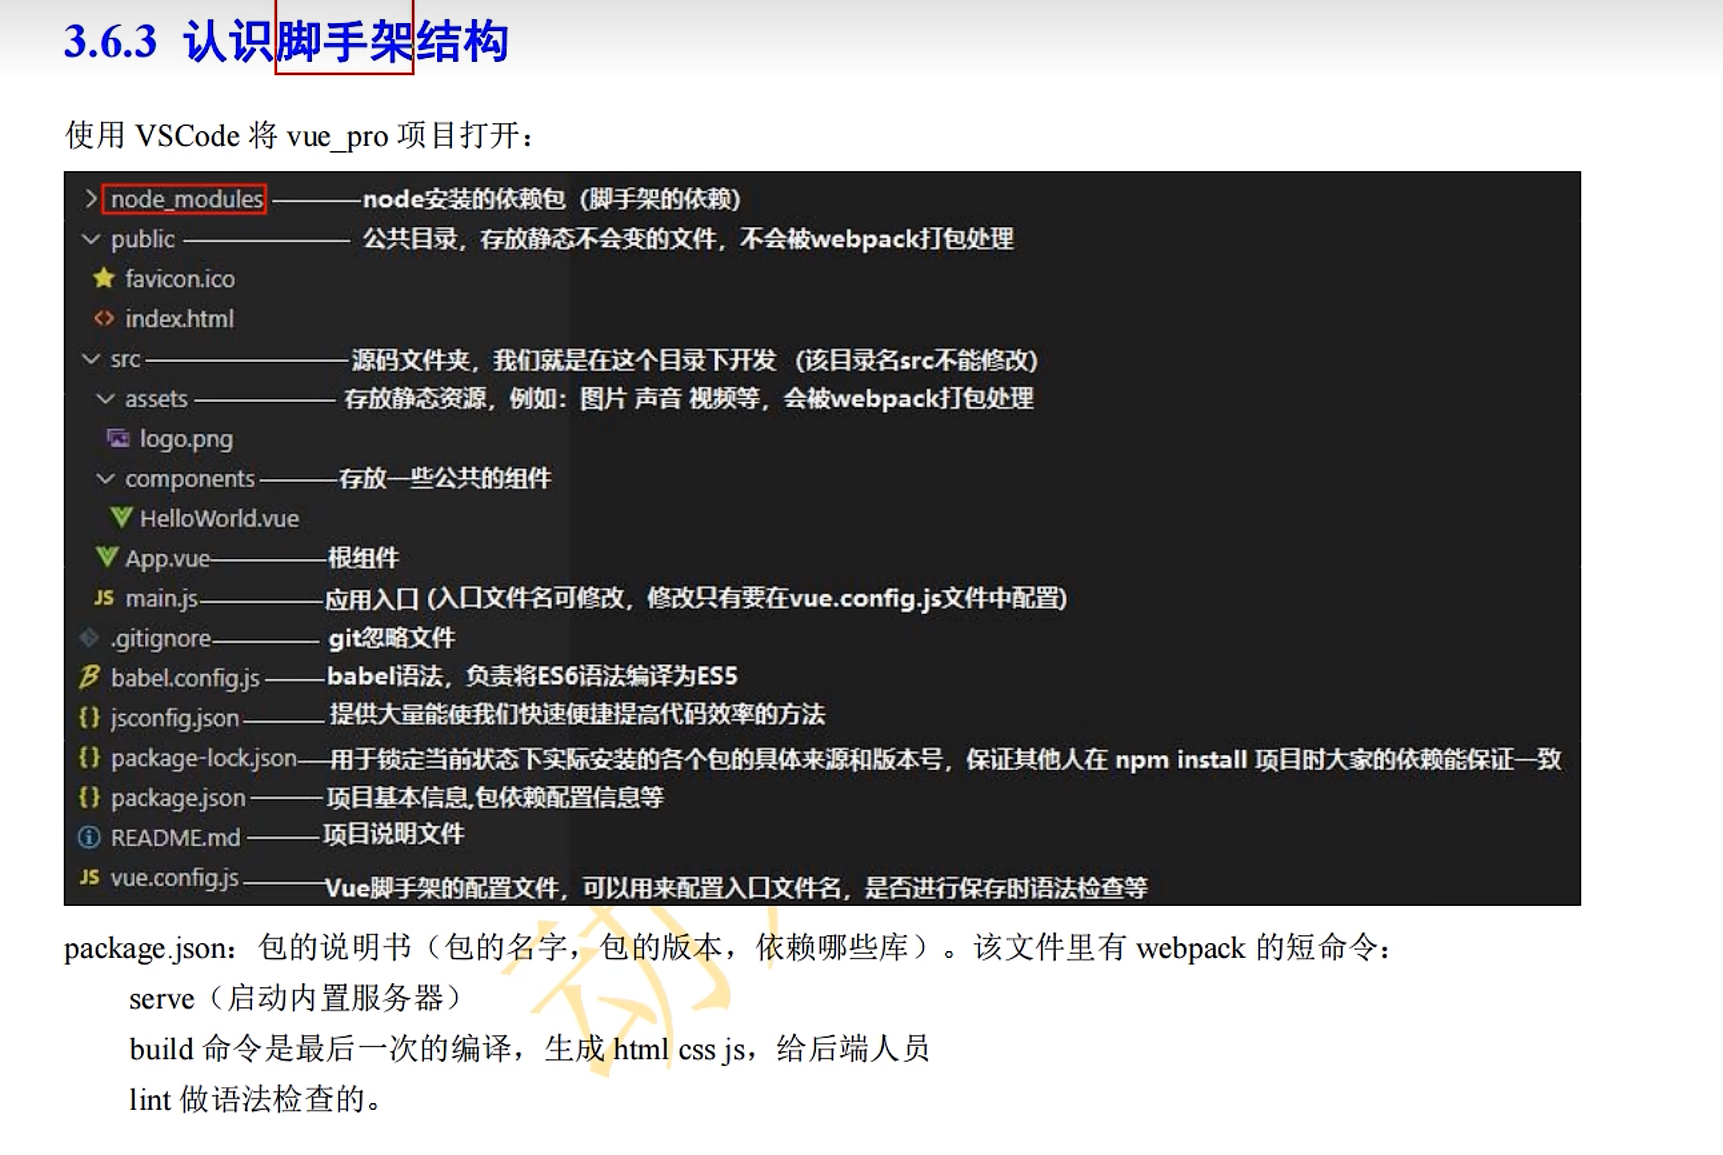 3.6.3 认识脚手架结构
使用 VSCode 将 vue_pro 项目打开：
node_modules node安装的依赖包（脚手架的依赖）
public 公共目录，存放静态不会变的文件，不会被webpack打包处理
favicon.ico
index.html
src 源码文件夹，我们就是在这个目录下开发 （该目录名src不能修改）
assets 存放静态资源，例如：图片 声音 视频等，会被webpack打包处理
logo.png
components 存放一些公共的组件
HelloWorld.vue
App.vue 根组件
JS main.js 应用入口 (入口文件名可修改，修改只有要在vue.config.js文件中配置)
.gitignore git忽略文件
babel.config.js babel语法，负责将ES6语法编译为ES5
{} jsconfig.json 提供大量能使我们快速便捷提高代码效率的方法
{} package-lock.json 用于锁定当前状态下实际安装的各个包的具体来源和版本号，保证其他人在 npm install 项目时大家的依赖能保证一致
{} package.json 项目基本信息,包依赖配置信息等
README.md 项目说明文件
JS vue.config.js Vue脚手架的配置文件，可以用来配置入口文件名，是否进行保存时语法检查等
package.json：包的说明书（包的名字，包的版本，依赖哪些库）。该文件里有 webpack 的短命令：
serve（启动内置服务器）
build 命令是最后一次的编译，生成 html css js，给后端人员
lint 做语法检查的。